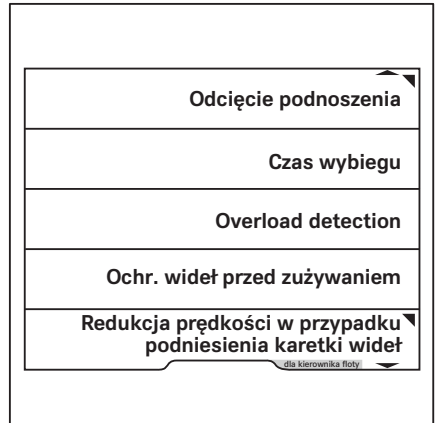 Odcięcie podnoszenia
Czas wybiegu
Overload detection
Ochr. wideł przed zużywaniem
Redukcja prędkości w przypadku
podniesienia karetki wideł
dla kierownika floty